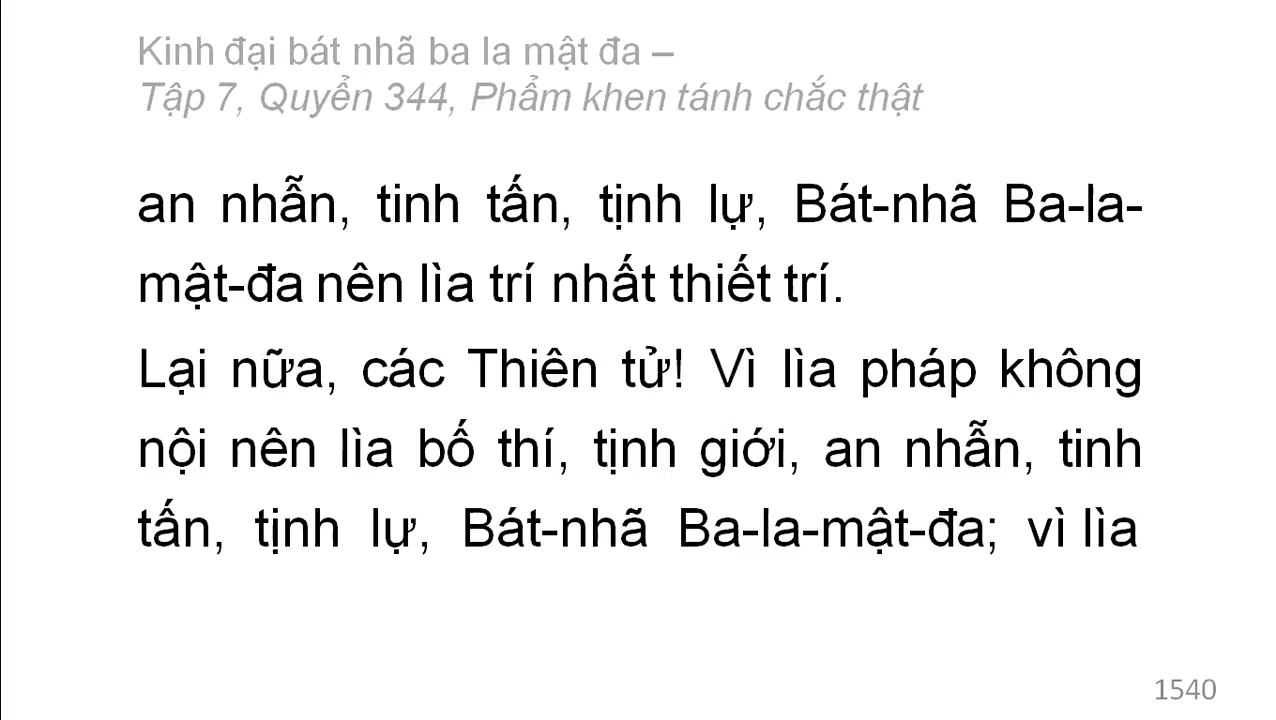 Kinh đại bát nhã ba la mật đa –
Tập 7, Quyển 344, Phẩm khen tánh chắc thật
an nhẫn, tinh tấn, tịnh lự, Bát-nhã Ba-la-
mật-đa nên lìa trí nhất thiết trí.
Lại nữa, các Thiên tử! Vì lìa pháp không
nội nên lìa bố thí, tịnh giới, an nhẫn, tinh
tấn, tịnh lự, Bát-nhã Ba-la-mật-đa; vì lìa
1540